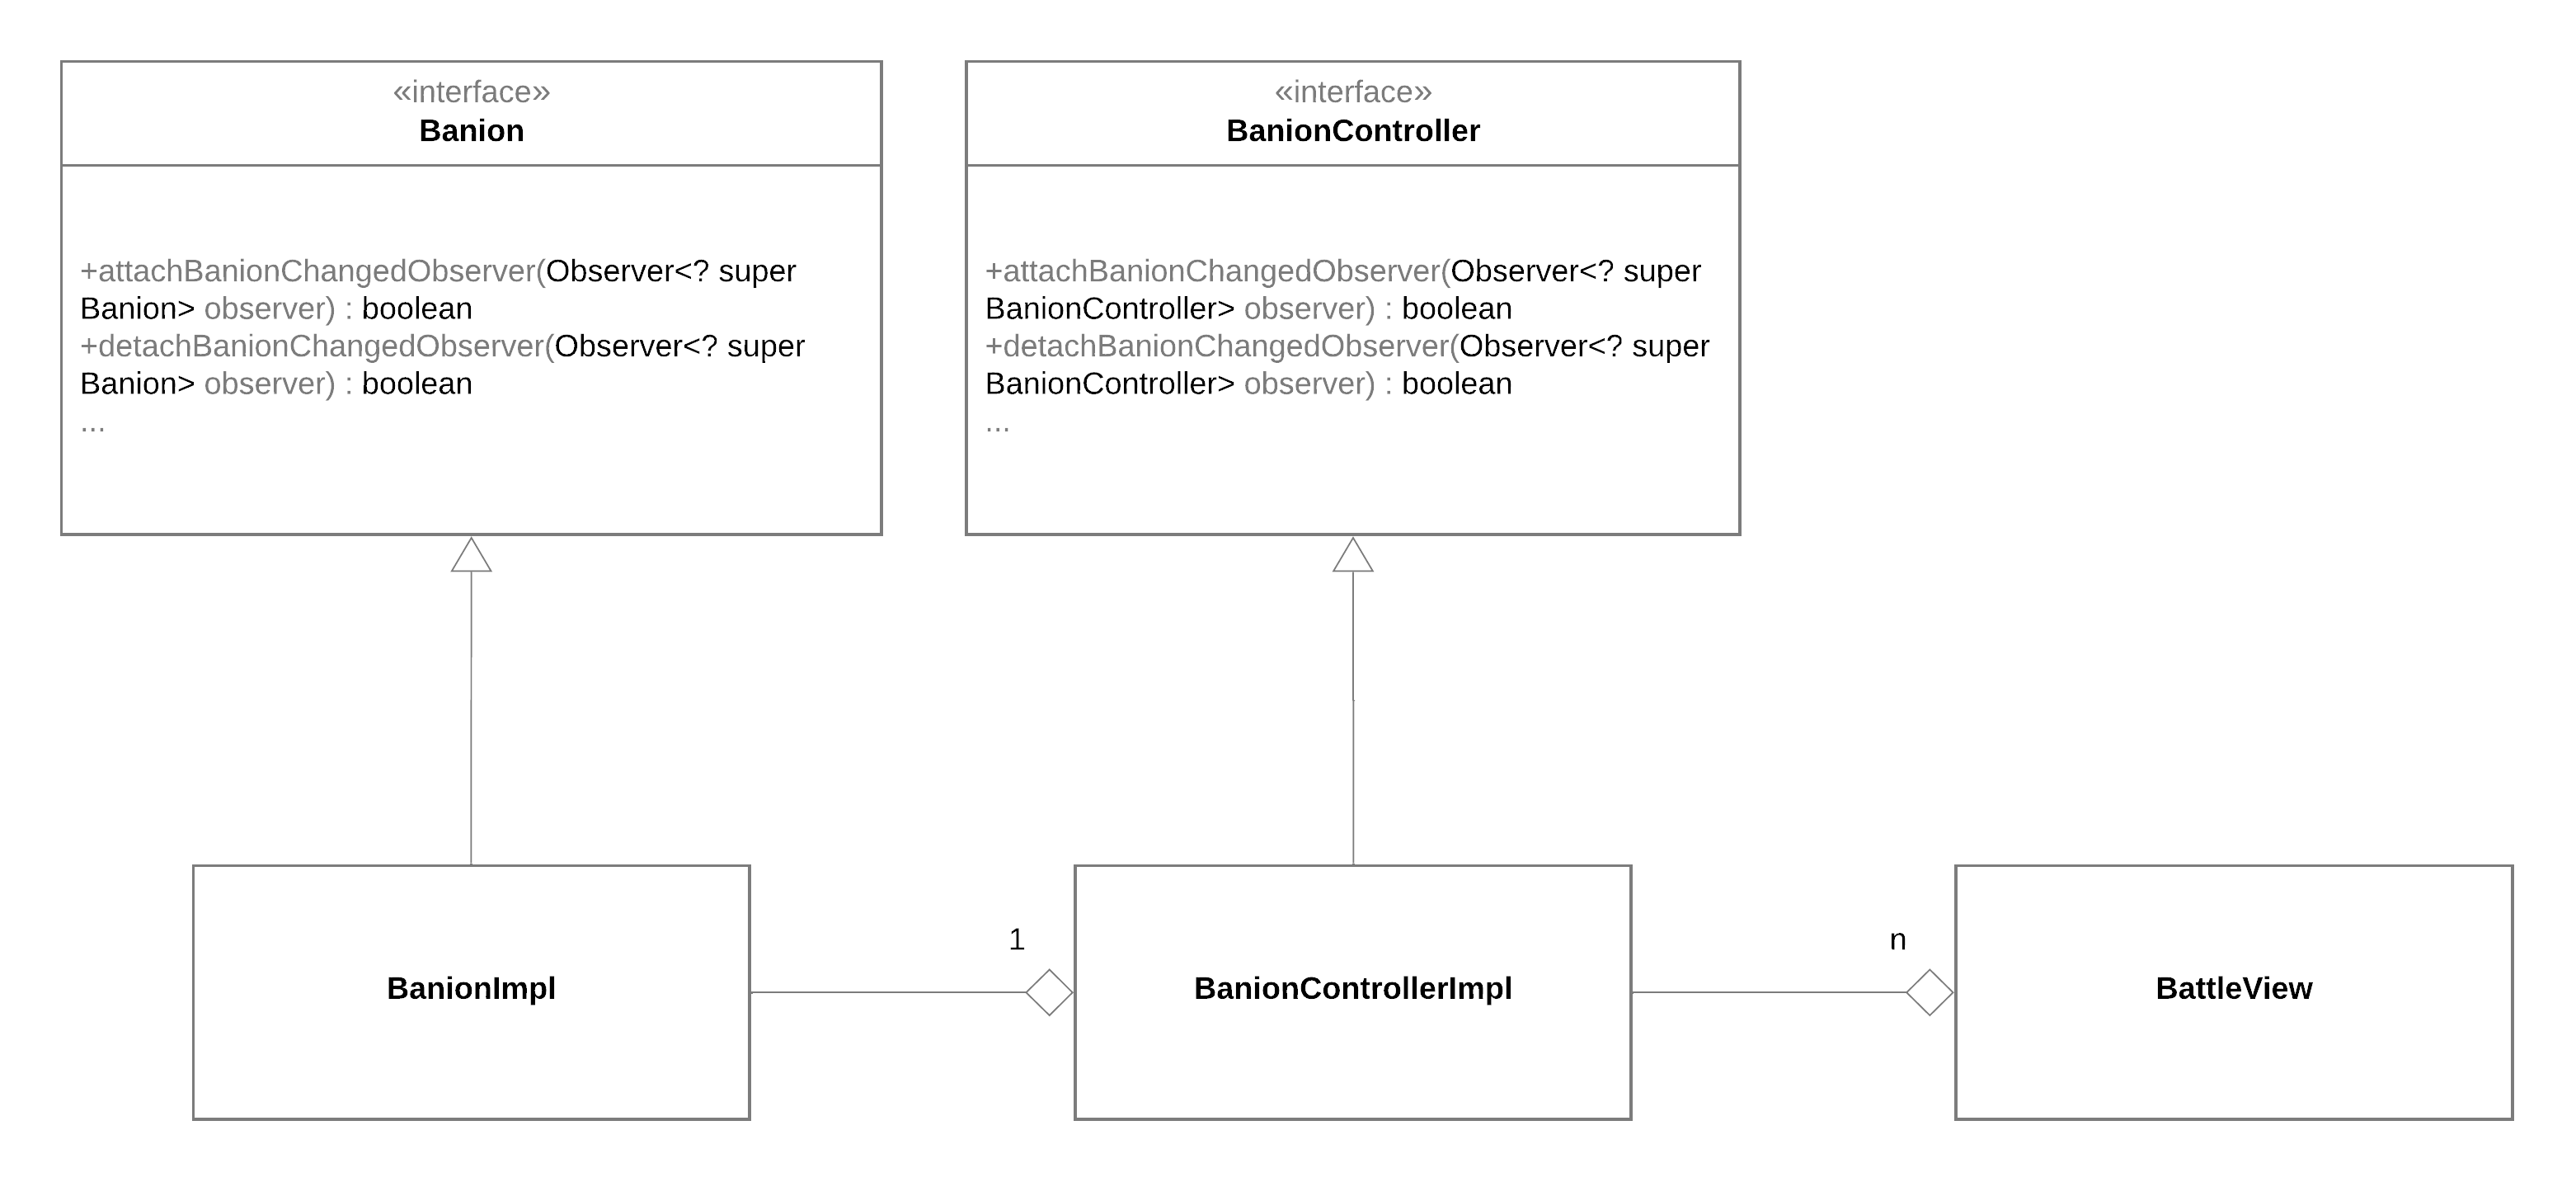 «interface»
Banion
+attachBanionChangedObserver(Observer<? super
Banion> observer) : boolean
+detachBanionChangedObserver(Observer<? super
Banion> observer) : boolean
...
«interface»
BanionController
+attachBanionChangedObserver(Observer<? super
BanionController> observer) : boolean
+detachBanionChangedObserver(Observer<? super
BanionController> observer) : boolean
...
BanionImpl
1
BanionControllerImpl
n
BattleView